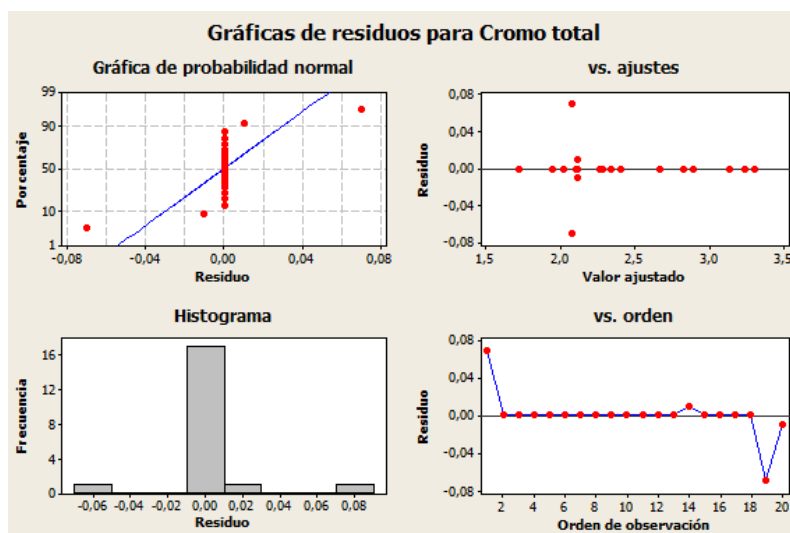 Gráficas de residuos para Cromo total
Gráfica de probabilidad normal
99
90
50
10
1
Porcentaje
-0,08 -0,04 0,00 0,04 0,08
Residuo
vs. ajustes
0,08
0,04
0,00
-0,04
-0,08
Residuo
1,5 2,0 2,5 3,0 3,5
Valor ajustado
Histograma
16
12
8
4
0
Frecuencia
-0,06 -0,04 -0,02 0,00 0,02 0,04 0,06 0,08
Residuo
vs. orden
0,08
0,04
0,00
-0,04
-0,08
Residuo
2 4 6 8 10 12 14 16 18 20
Orden de observación